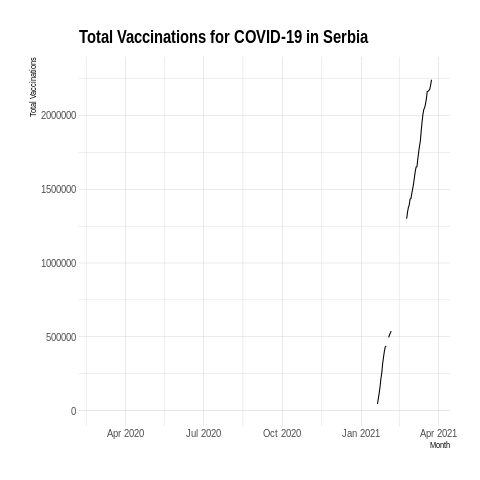 Total Vaccinations for COVID-19 in Serbia
Total Vaccinations
2000000
1500000
1000000
500000
0
Apr 2020 Jul 2020 Oct 2020 Jan 2021 Apr 2021
Month